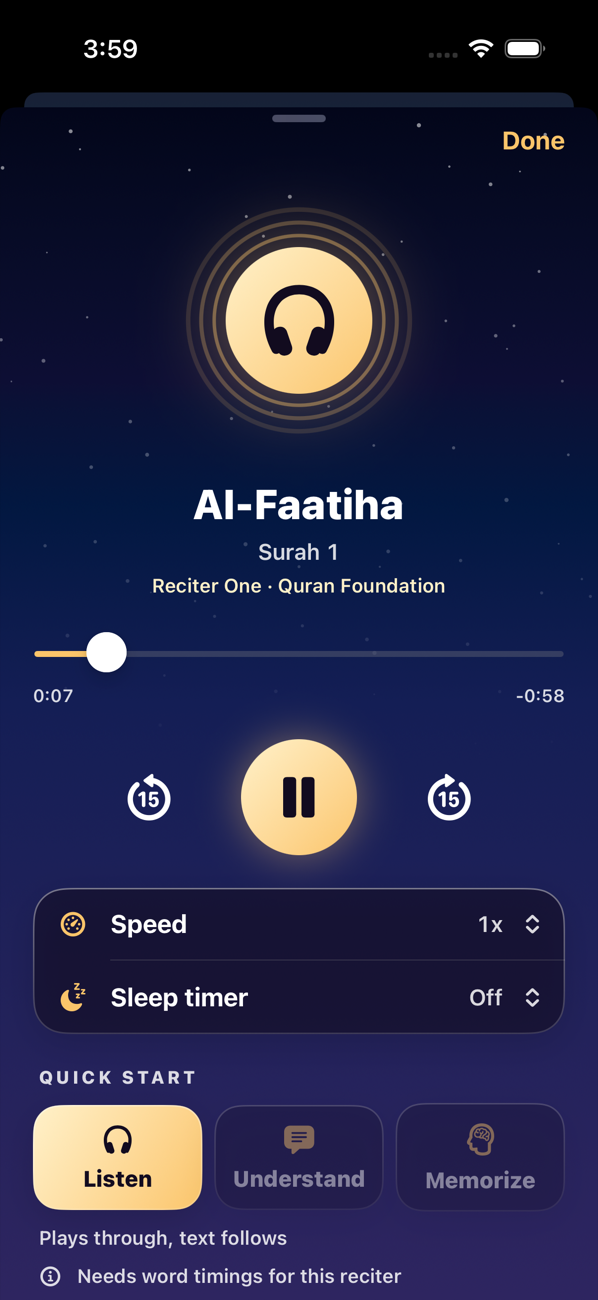 3:59
Done
Al-Faatiha
Surah 1
Reciter One · Quran Foundation
0:07 -0:58
15 15
Speed 1x
Sleep timer Off
QUICK START
Listen Understand Memorize
Plays through, text follows
Needs word timings for this reciter